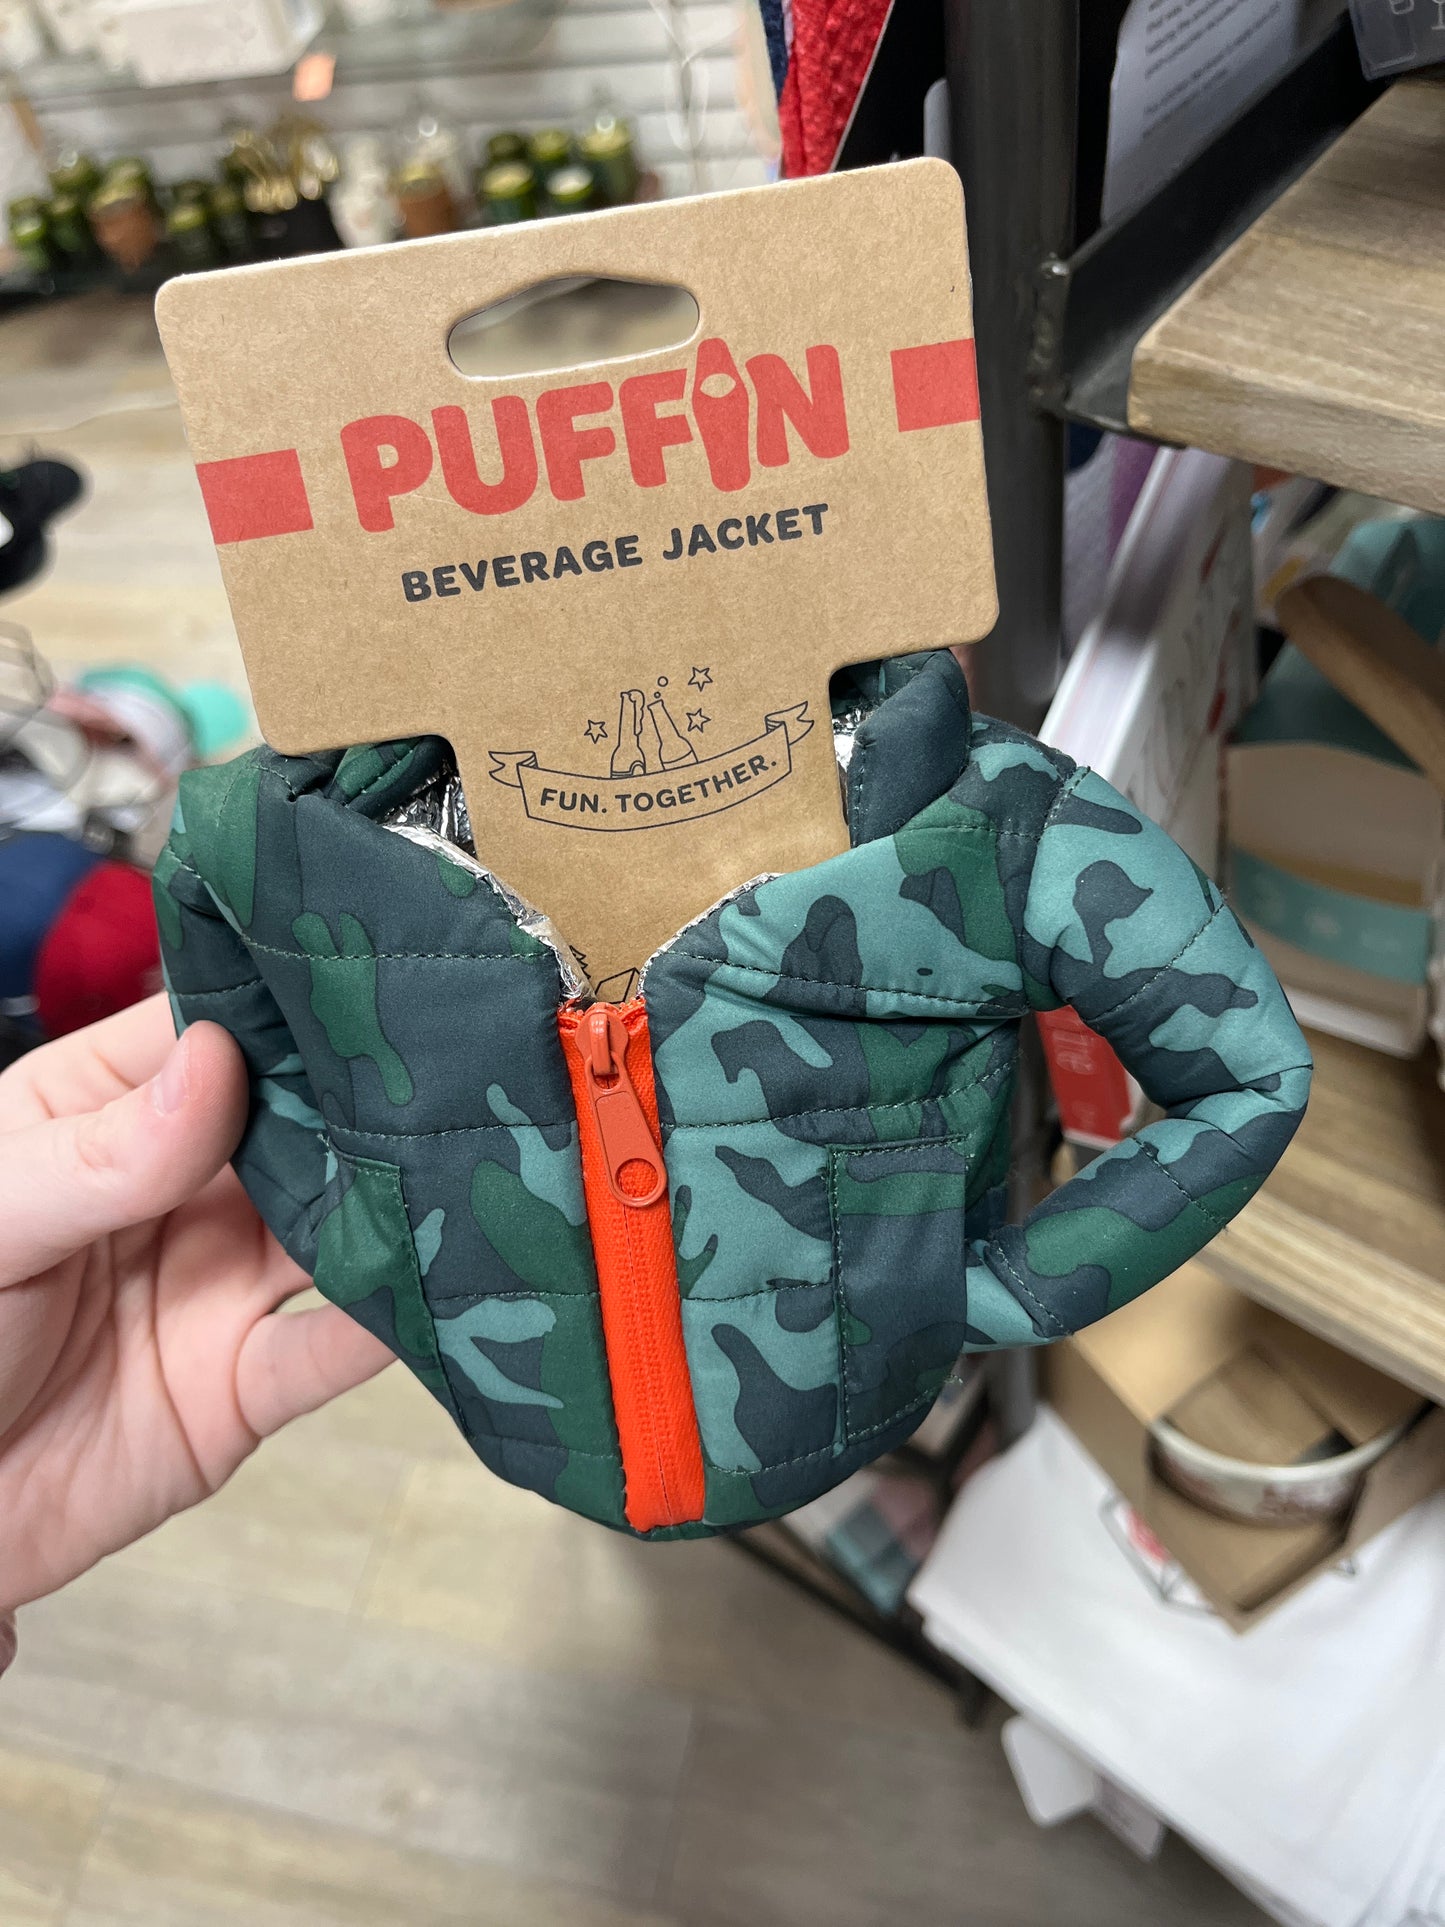 PUFFIN
BEVERAGE JACKET
FUN. TOGETHER.